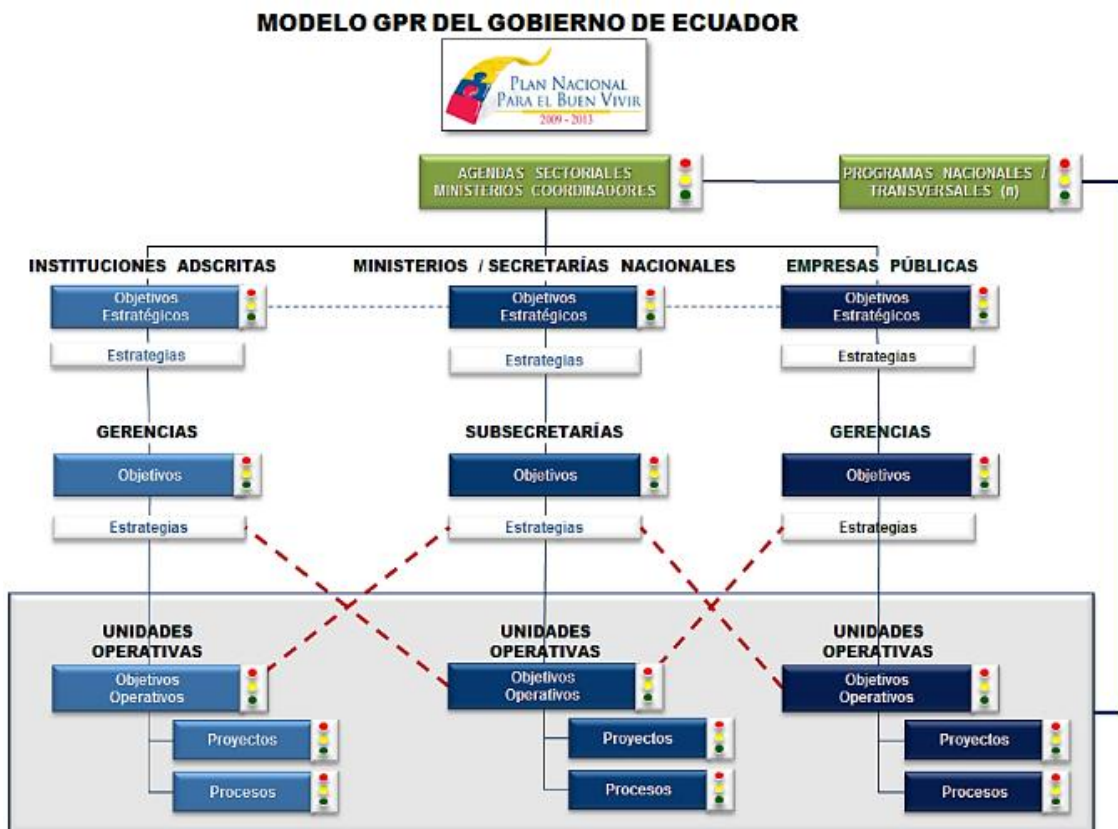 MODELO GPR DEL GOBIERNO DE ECUADOR
PLAN NACIONAL
PARA EL BUEN VIVIR
2009 - 2013
AGENDAS SECTORIALES
MINISTERIOS COORDINADORES
PROGRAMAS NACIONALES /
TRANSVERSALES (n)
INSTITUCIONES ADSCRITAS
MINISTERIOS / SECRETARÍAS NACIONALES
EMPRESAS PÚBLICAS
Objetivos
Estratégicos
Objetivos
Estratégicos
Objetivos
Estratégicos
Estrategias
Estrategias
Estrategias
GERENCIAS
SUBSECRETARÍAS
GERENCIAS
Objetivos
Objetivos
Objetivos
Estrategias
Estrategias
Estrategias
UNIDADES
OPERATIVAS
UNIDADES
OPERATIVAS
UNIDADES
OPERATIVAS
Objetivos
Operativos
Objetivos
Operativos
Objetivos
Operativos
Proyectos
Proyectos
Proyectos
Procesos
Procesos
Procesos